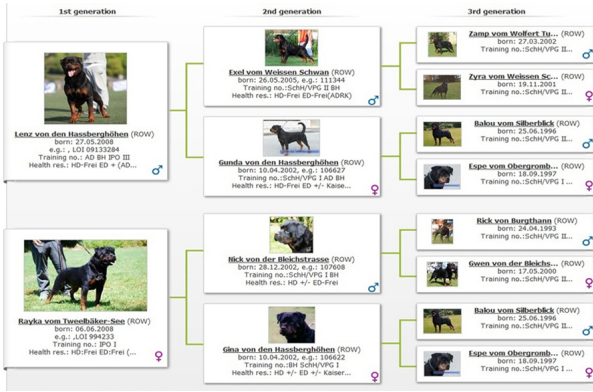 1st generation
2nd generation
3rd generation
Lenz von den Hassberghöhen (ROW)
born: 27.05.2008
e.g.: , LOI 09133284
Training no.: AD BH IPO III
Health res.: HD-Frei ED + (AD...
Rayka vom Tweelbäker-See (ROW)
born: 06.06.2008
e.g.: ,LOI 994233
Training no.: IPO I
Health res.: HD:Frei ED:Frei (...
Exel vom Weissen Schwan (ROW)
born: 26.05.2005, e.g.: 111344
Training no.:SchH/VPG II BH
Health res.: HD-Frei ED-Frei(ADRK)
Gunda von den Hassberghöhen (ROW)
born: 10.04.2002, e.g.: 106627
Training no.:SchH/VPG I AD BH
Health res.: HD-Frei ED +/- Kaise...
Nick von der Bleichstrasse (ROW)
born: 28.12.2002, e.g.: 107608
Training no.:SchH/VPG I BH
Health res.: HD +/- ED-Frei
Gina von den Hassberghöhen (ROW)
born: 10.04.2002, e.g.: 106622
Training no.:BH SchH/VPG I
Health res.: HD +/- ED +/- Kaiser...
Zamp vom Wolfert Tu... (ROW)
born: 27.03.2002
Training no.:SchH/VPG II...
Zyra vom Weissen Sc... (ROW)
born: 19.11.2001
Training no.:SchH/VPG II...
Balou vom Silberblick (ROW)
born: 25.06.1996
Training no.:SchH/VPG II...
Espe vom Obergromb... (ROW)
born: 18.09.1997
Training no.:SchH/VPG I ...
Rick von Burgthann (ROW)
born: 24.04.1993
Training no.:SchH/VPG II...
Gwen von der Bleichs... (ROW)
born: 17.05.2000
Training no.:SchH/VPG II...
Balou vom Silberblick (ROW)
born: 25.06.1996
Training no.:SchH/VPG II...
Espe vom Obergromb... (ROW)
born: 18.09.1997
Training no.:SchH/VPG I ...